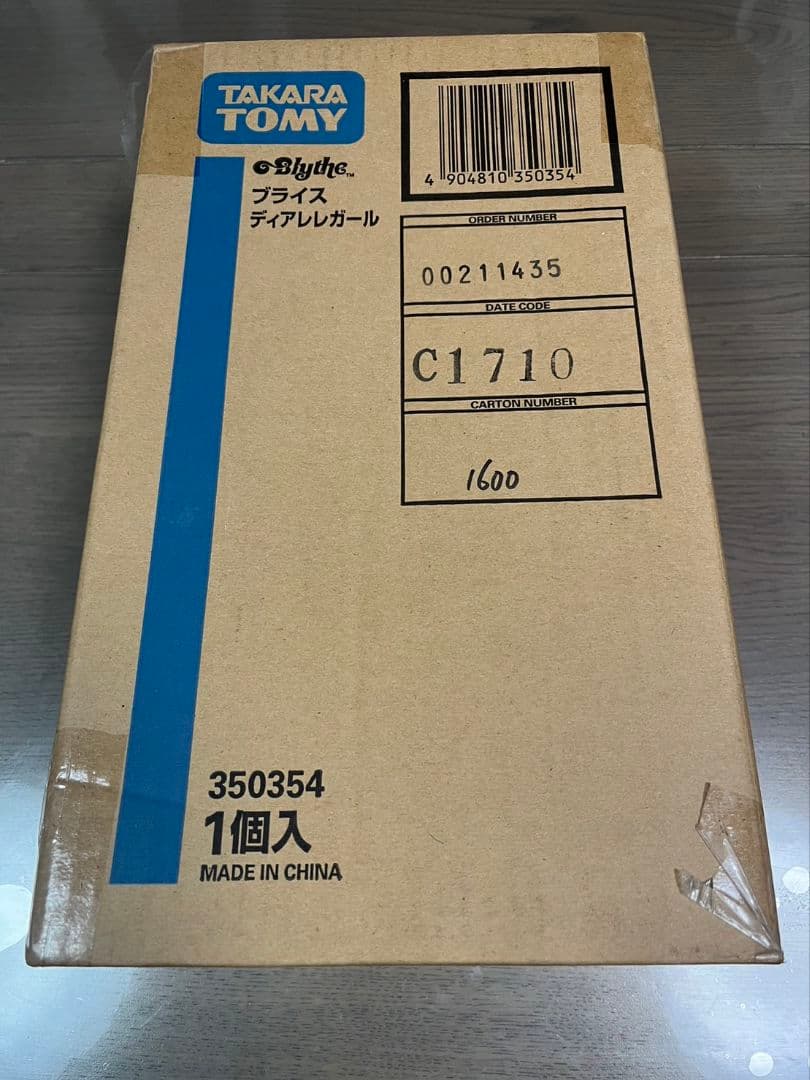 TAKARA
TOMY
Blythe™
ブライス
ディアレレガール
4 904810 350354
ORDER NUMBER
00211435
DATE CODE
C1710
CARTON NUMBER
1600
350354
1個入
MADE IN CHINA